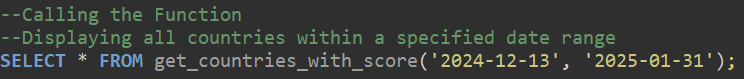 --Calling the Function
--Displaying all countries within a specified date range
SELECT * FROM get_countries_with_score('2024-12-13', '2025-01-31');